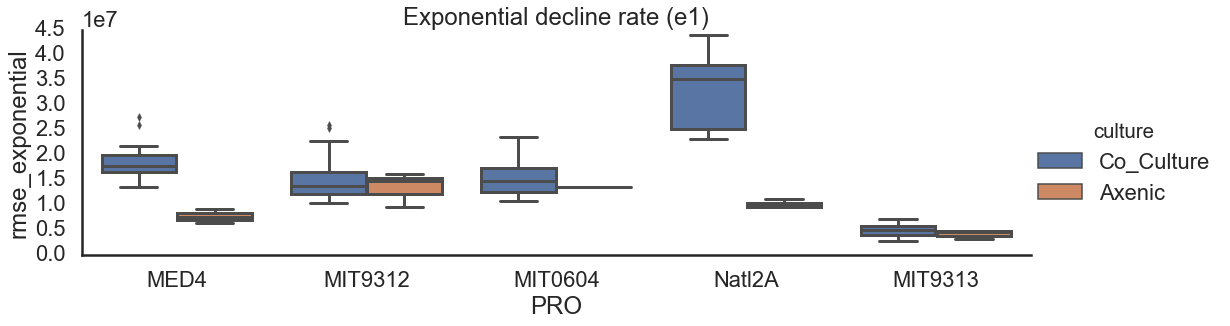 Exponential decline rate (e1)
1e7
4.5
4.0
3.5
3.0
2.5
2.0
1.5
1.0
0.5
0.0
rmse_exponential
MED4
MIT9312
MIT0604
Natl2A
MIT9313
PRO
culture
Co_Culture
Axenic